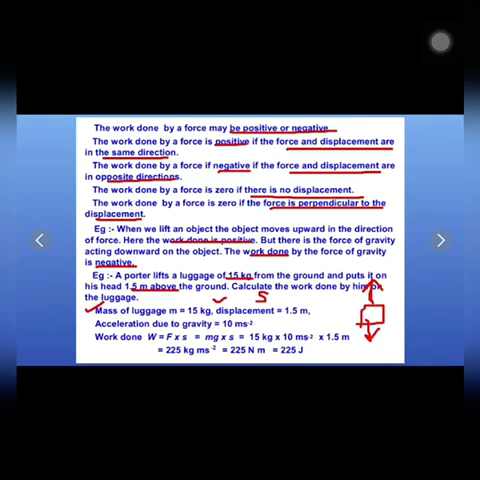 The work done by a force may be positive or negative
The work done by a force is positive if the force and displacement are
in the same direction.
The work done by a force if negative if the force and displacement are
in opposite directions.
The work done by a force is zero if there is no displacement.
The work done by a force is zero if the force is perpendicular to the
displacement.
Eg :- When we lift an object the object moves upward in the direction
of force. Here the work done is positive. But there is the force of gravity
acting downward on the object. The work done by the force of gravity
is negative.
Eg :- A porter lifts a luggage of 15 kg from the ground and puts it on
his head 1.5 m above the ground. Calculate the work done by him on
the luggage.
S
Mass of luggage m = 15 kg, displacement = 1.5 m,
Acceleration due to gravity = 10 ms-2
Work done W = F x s = mg x s = 15 kg x 10 ms-2 x 1.5 m
= 225 kg ms-2 = 225 N m = 225 J